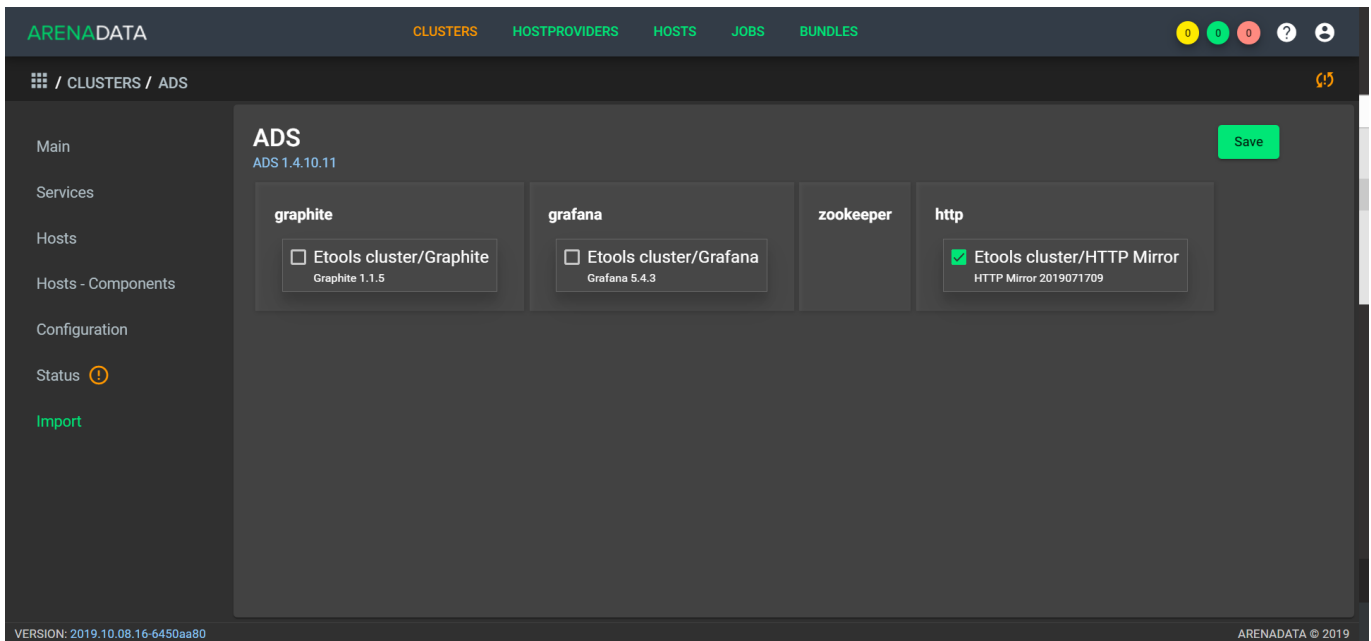 ARENADATA CLUSTERS HOSTPROVIDERS HOSTS JOBS BUNDLES 0 0 0 ?
/ CLUSTERS / ADS
Main
Services
Hosts
Hosts - Components
Configuration
Status
Import
ADS
ADS 1.4.10.11
Save
graphite
Etools cluster/Graphite
Graphite 1.1.5
grafana
Etools cluster/Grafana
Grafana 5.4.3
zookeeper
http
Etools cluster/HTTP Mirror
HTTP Mirror 2019071709
VERSION: 2019.10.08.16-6450aa80
ARENADATA © 2019